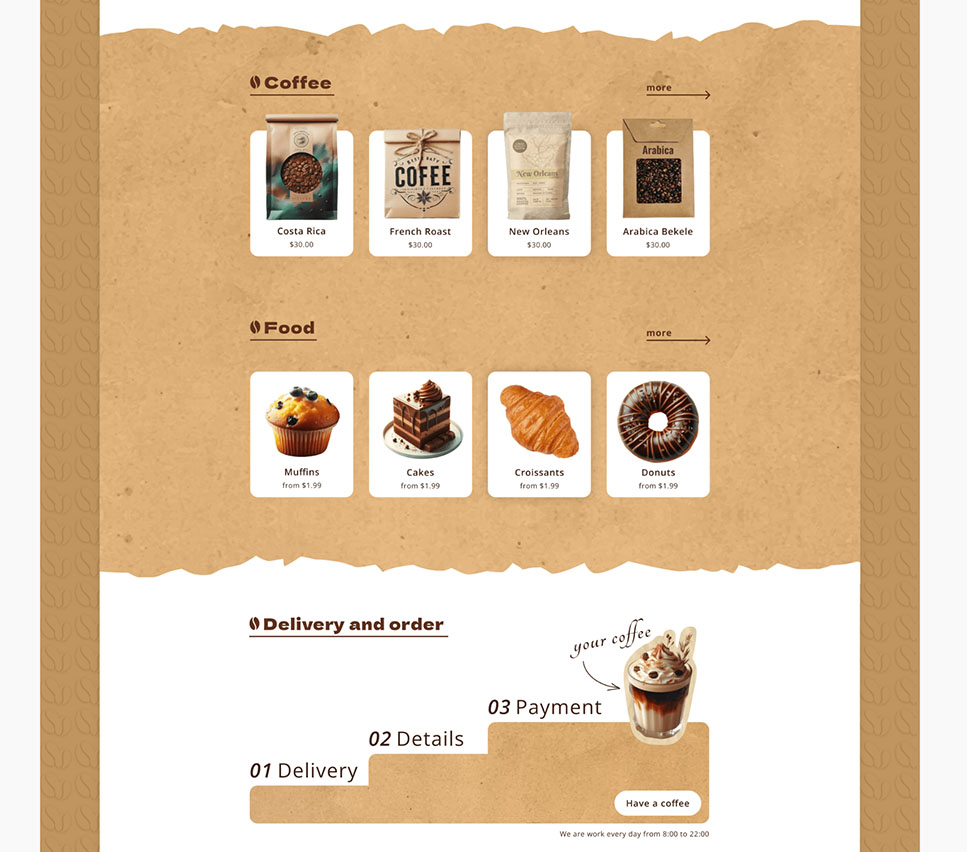 Coffee
more
Arabica
COFEE
New Orleans
Costa Rica
French Roast
New Orleans
Arabica Bekele
$30.00
$30.00
$30.00
$30.00
Food
more
Muffins
Cakes
Croissants
Donuts
from $1.99
from $1.99
from $1.99
from $1.99
Delivery and order
your coffee
03 Payment
02 Details
01 Delivery
Have a coffee
We are work every day from 8:00 to 22:00